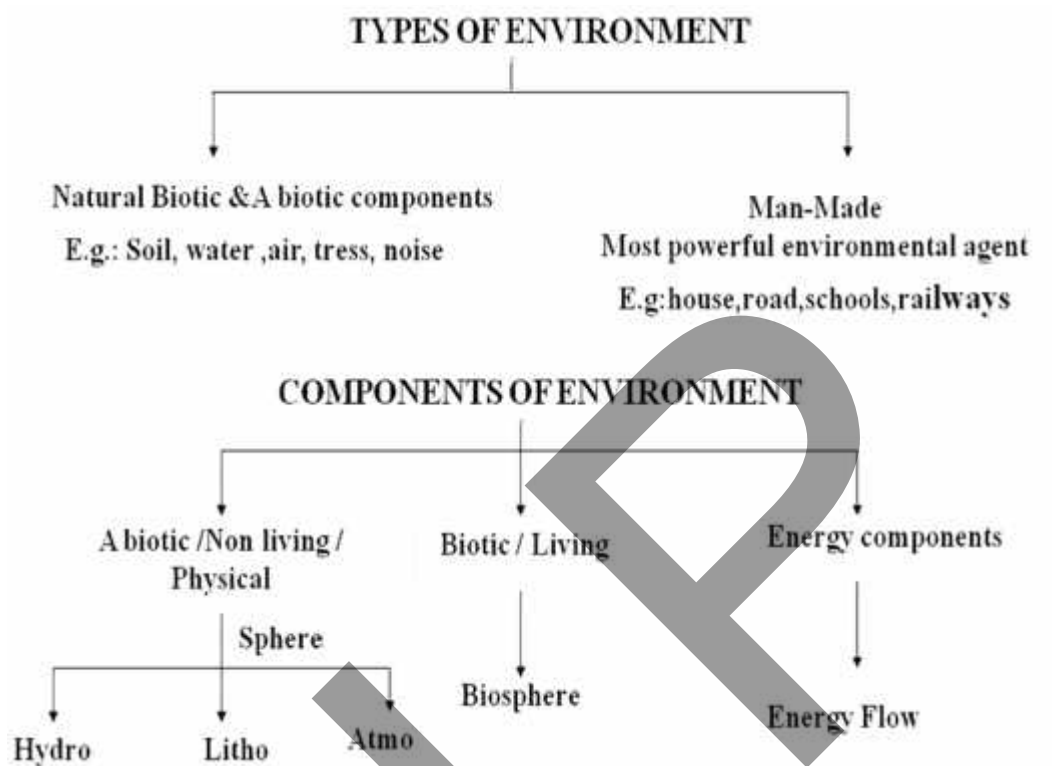 TYPES OF ENVIRONMENT
Natural Biotic &A biotic components
E.g.: Soil, water ,air, tress, noise
Man-Made
Most powerful environmental agent
E.g:house,road,schools,railways
COMPONENTS OF ENVIRONMENT
A biotic /Non living /
Physical
Biotic / Living
Energy components
Sphere
Biosphere
Energy Flow
Hydro
Litho
Atmo